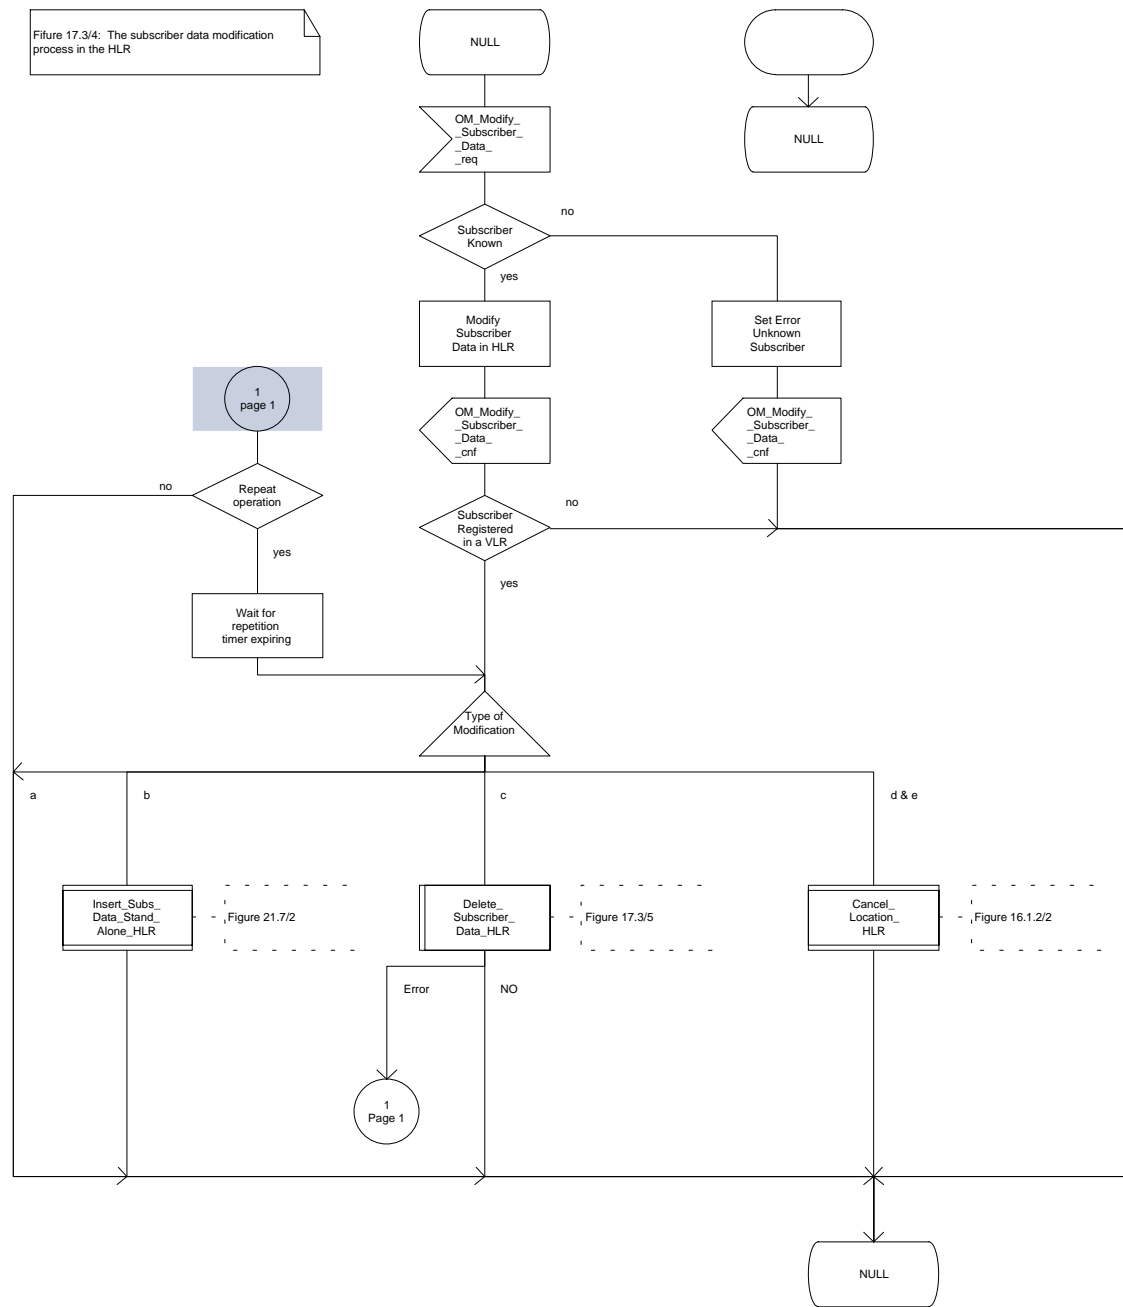 Fifure 17.3/4: The subscriber data modification
process in the HLR
NULL
OM_Modify_
_Subscriber_
_Data_
_req
NULL
Subscriber
Known
no
yes
Modify
Subscriber
Data in HLR
Set Error
Unknown
Subscriber
1
page 1
OM_Modify_
_Subscriber_
_Data_
_cnf
OM_Modify_
_Subscriber_
_Data_
_cnf
no
Repeat
operation
Subscriber
Registered
in a VLR
no
yes
yes
Wait for
repetition
timer expiring
Type of
Modification
a
b
c
d & e
Insert_Subs_
Data_Stand_
Alone_HLR
Figure 21.7/2
Delete_
Subscriber_
Data_HLR
Figure 17.3/5
Cancel_
Location_
HLR
Figure 16.1.2/2
Error
NO
1
Page 1
NULL